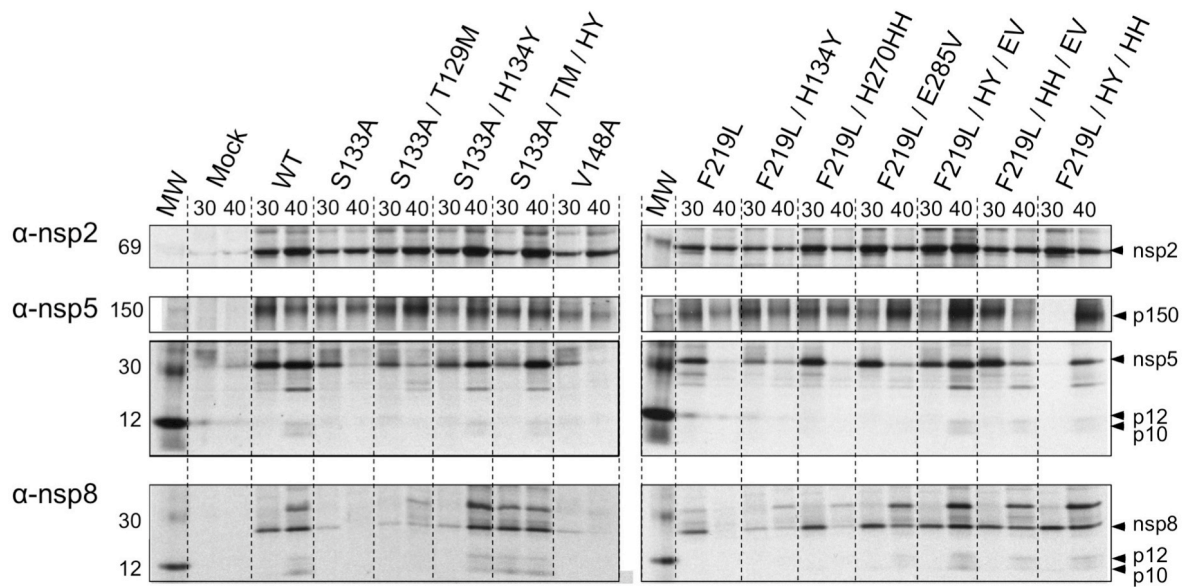 MW Mock WT S133A S133A / T129M S133A / H134Y S133A / TM / HY V148A MW F219L F219L / H134Y F219L / H270HH F219L / E285V F219L / HY / EV F219L / HH / EV F219L / HY / HH
30 40 30 40 30 40 30 40 30 40 30 40 30 40 30 40 30 40 30 40 30 40 30 40 30 40 30 40
α-nsp2 69 nsp2
α-nsp5 150 p150
30 nsp5
12 p12
p10
α-nsp8
30 nsp8
12 p12
p10